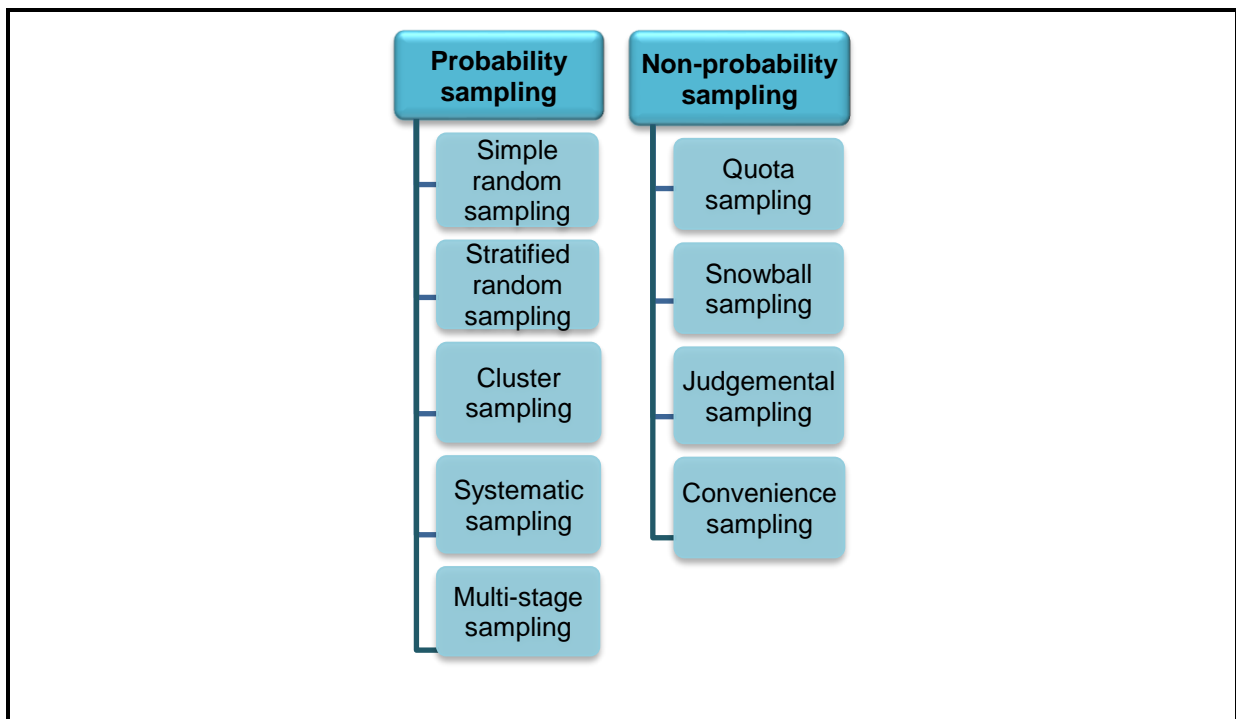 Probability
sampling
Simple
random
sampling
Stratified
random
sampling
Cluster
sampling
Systematic
sampling
Multi-stage
sampling
Non-probability
sampling
Quota
sampling
Snowball
sampling
Judgemental
sampling
Convenience
sampling